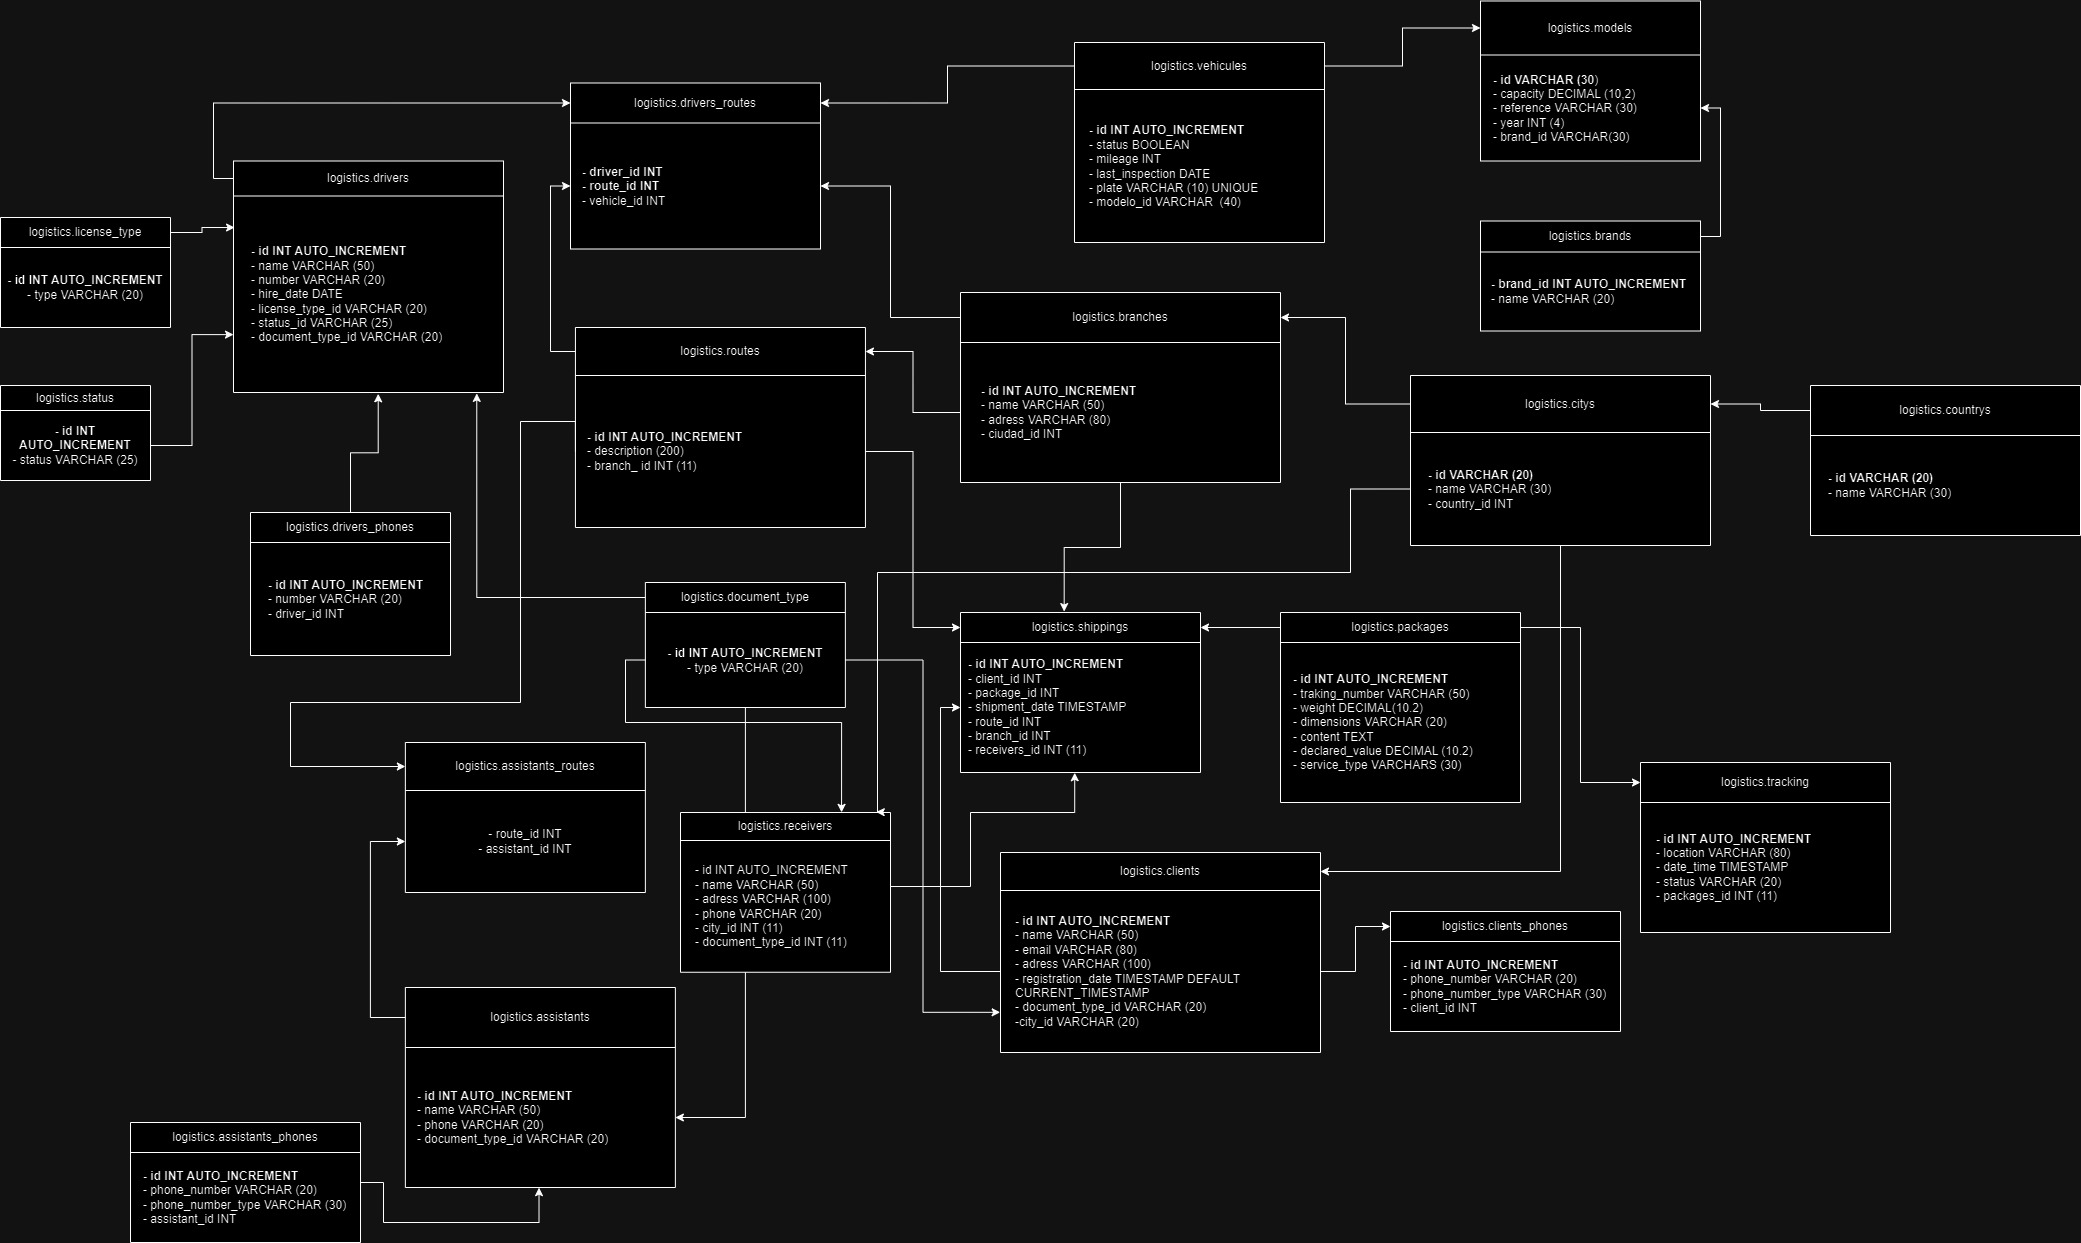 logistics.models
- id VARCHAR (30)
- capacity DECIMAL (10,2)
- reference VARCHAR (30)
- year INT (4)
- brand_id VARCHAR(30)
logistics.vehicules
- id INT AUTO_INCREMENT
- status BOOLEAN
- mileage INT
- last_inspection DATE
- plate VARCHAR (10) UNIQUE
- modelo_id VARCHAR  (40)
logistics.drivers_routes
- driver_id INT
- route_id INT
- vehicle_id INT
logistics.drivers
- id INT AUTO_INCREMENT
- name VARCHAR (50)
- number VARCHAR (20)
- hire_date DATE
- license_type_id VARCHAR (20)
- status_id VARCHAR (25)
- document_type_id VARCHAR (20)
logistics.license_type
- id INT AUTO_INCREMENT
- type VARCHAR (20)
logistics.brands
- brand_id INT AUTO_INCREMENT
- name VARCHAR (20)
logistics.branches
- id INT AUTO_INCREMENT
- name VARCHAR (50)
- adress VARCHAR (80)
- ciudad_id INT
logistics.routes
- id INT AUTO_INCREMENT
- description (200)
- branch_ id INT (11)
logistics.status
- id INT
AUTO_INCREMENT
- status VARCHAR (25)
logistics.citys
- id VARCHAR (20)
- name VARCHAR (30)
- country_id INT
logistics.countrys
- id VARCHAR (20)
- name VARCHAR (30)
logistics.drivers_phones
- id INT AUTO_INCREMENT
- number VARCHAR (20)
- driver_id INT
logistics.document_type
- id INT AUTO_INCREMENT
- type VARCHAR (20)
logistics.shippings
- id INT AUTO_INCREMENT
- client_id INT
- package_id INT
- shipment_date TIMESTAMP
- route_id INT
- branch_id INT
- receivers_id INT (11)
logistics.packages
- id INT AUTO_INCREMENT
- traking_number VARCHAR (50)
- weight DECIMAL(10.2)
- dimensions VARCHAR (20)
- content TEXT
- declared_value DECIMAL (10.2)
- service_type VARCHARS (30)
logistics.assistants_routes
- route_id INT
- assistant_id INT
logistics.tracking
- id INT AUTO_INCREMENT
- location VARCHAR (80)
- date_time TIMESTAMP
- status VARCHAR (20)
- packages_id INT (11)
logistics.receivers
- id INT AUTO_INCREMENT
- name VARCHAR (50)
- adress VARCHAR (100)
- phone VARCHAR (20)
- city_id INT (11)
- document_type_id INT (11)
logistics.clients
- id INT AUTO_INCREMENT
- name VARCHAR (50)
- email VARCHAR (80)
- adress VARCHAR (100)
- registration_date TIMESTAMP DEFAULT
CURRENT_TIMESTAMP
- document_type_id VARCHAR (20)
-city_id VARCHAR (20)
logistics.clients_phones
- id INT AUTO_INCREMENT
- phone_number VARCHAR (20)
- phone_number_type VARCHAR (30)
- client_id INT
logistics.assistants
- id INT AUTO_INCREMENT
- name VARCHAR (50)
- phone VARCHAR (20)
- document_type_id VARCHAR (20)
logistics.assistants_phones
- id INT AUTO_INCREMENT
- phone_number VARCHAR (20)
- phone_number_type VARCHAR (30)
- assistant_id INT